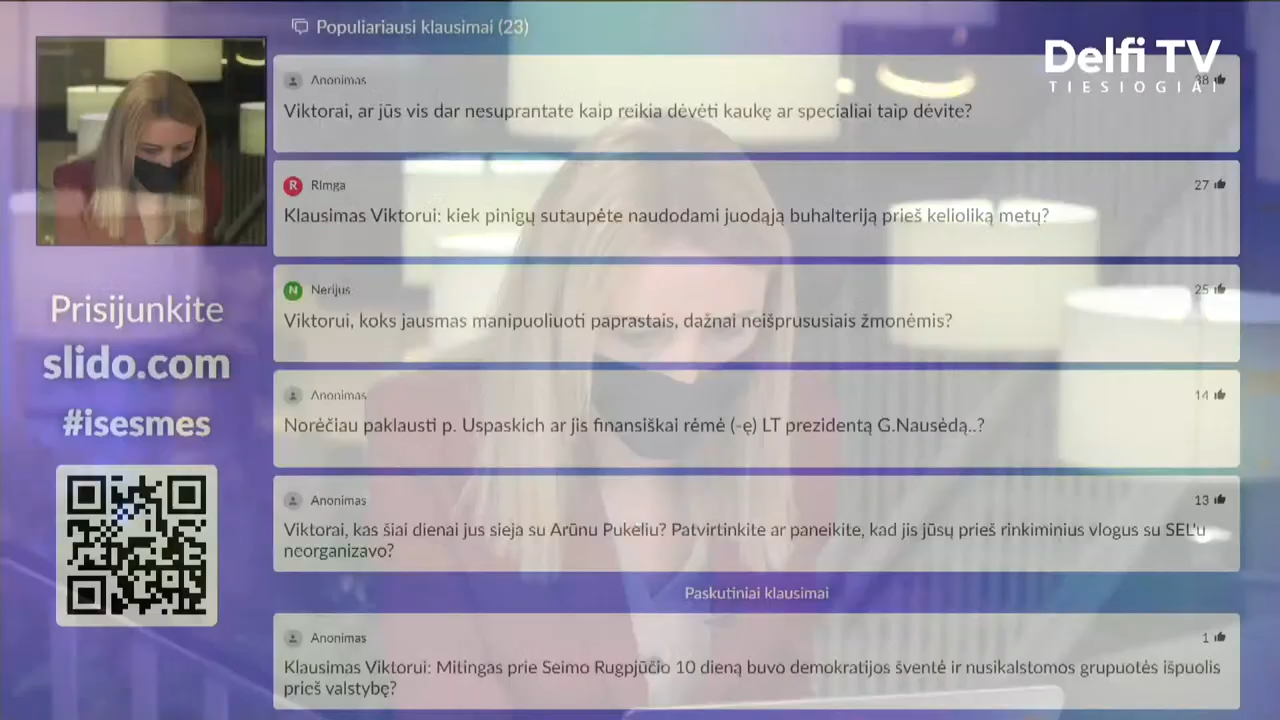 Populiariausi klausimai (23)
Delfi TV
TIESIOGIAI
Anonimas
38
Viktorai, ar jūs vis dar nesuprantate kaip reikia dėvėti kaukę ar specialiai taip dėvite?
R
RImga
27
Klausimas Viktorui: kiek pinigų sutaupėte naudodami juodąją buhalteriją prieš keliolika metų?
N
Nerijus
25
Viktorui, koks jausmas manipuoliuoti paprastais, dažnai neišprususiais žmonėmis?
Anonimas
14
Norėčiau paklausti p. Uspaskich ar jis finansiškai rėmė (-ę) LT prezidentą G.Nausėdą..?
Anonimas
13
Viktorai, kas šiai dienai jus sieja su Arūnu Pukeliu? Patvirtinkite ar paneikite, kad jis jūsų prieš rinkiminius vlogus su SEL'u
neorganizavo?
Paskutiniai klausimai
Anonimas
1
Klausimas Viktorui: Mitingas prie Seimo Rugpjūčio 10 dieną buvo demokratijos šventė ir nusikalstomos grupuotės išpuolis
prieš valstybę?
Prisijunkite
slido.com
#isesmes